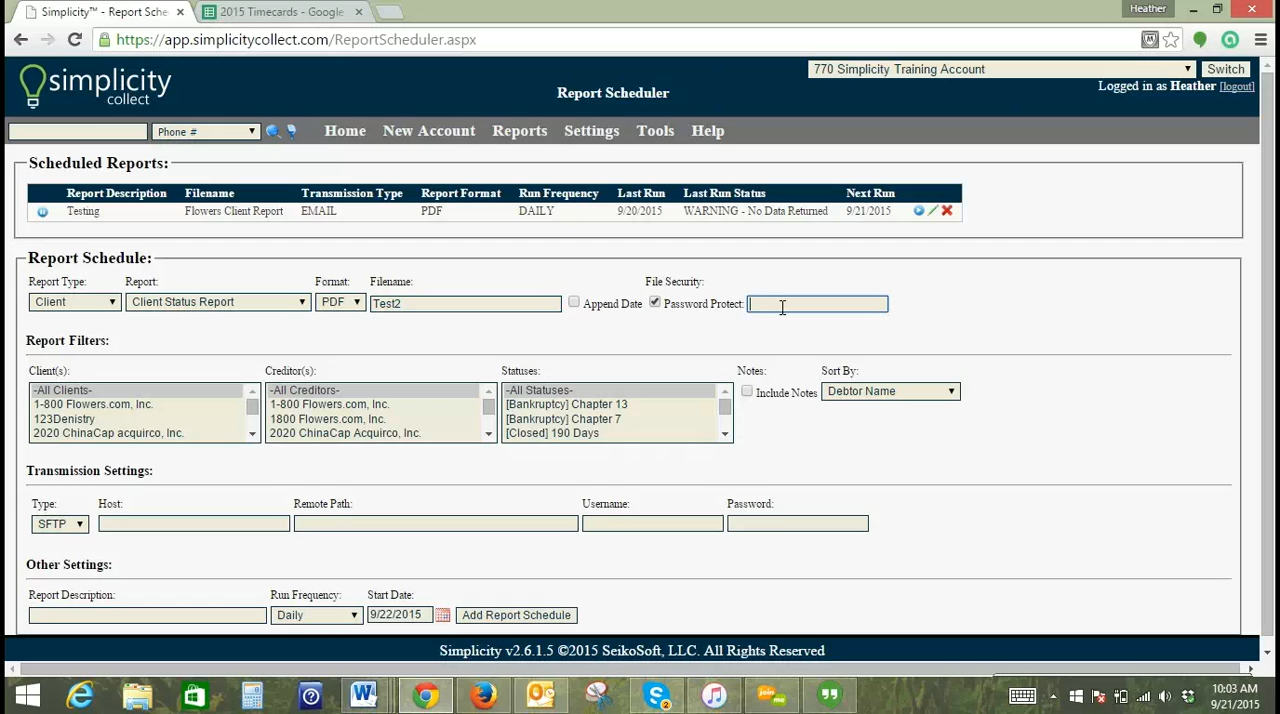 Simplicity™ - Report Sche
2015 Timecards - Google
Heather
https://app.simplicitycollect.com/ReportScheduler.aspx
simplicity
collect
Report Scheduler
770 Simplicity Training Account
Switch
Logged in as Heather [logout]
Phone #
Home New Account Reports Settings Tools Help
Scheduled Reports:
Report Description Filename Transmission Type Report Format Run Frequency Last Run Last Run Status Next Run
Testing Flowers Client Report EMAIL PDF DAILY 9/20/2015 WARNING - No Data Returned 9/21/2015
Report Schedule:
Report Type: Report: Format: Filename: File Security:
Client Client Status Report PDF Test2 Append Date Password Protect:
Report Filters:
Client(s): Creditor(s): Statuses: Notes: Sort By:
-All Clients- -All Creditors- -All Statuses- Include Notes Debtor Name
1-800 Flowers.com, Inc. 1-800 Flowers.com, Inc. [Bankruptcy] Chapter 13
123Denistry 1800 Flowers.com, Inc. [Bankruptcy] Chapter 7
2020 ChinaCap acquirco, Inc. 2020 ChinaCap Acquirco, Inc. [Closed] 190 Days
Transmission Settings:
Type: Host: Remote Path: Username: Password:
SFTP
Other Settings:
Report Description: Run Frequency: Start Date:
Daily 9/22/2015 Add Report Schedule
Simplicity v2.6.1.5 ©2015 SeikoSoft, LLC. All Rights Reserved
10:03 AM
9/21/2015